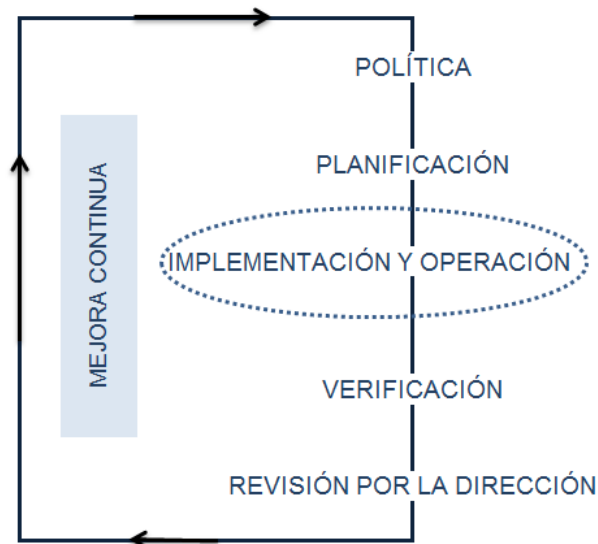 POLÍTICA
PLANIFICACIÓN
IMPLEMENTACIÓN Y OPERACIÓN
MEJORA CONTINUA
VERIFICACIÓN
REVISIÓN POR LA DIRECCIÓN